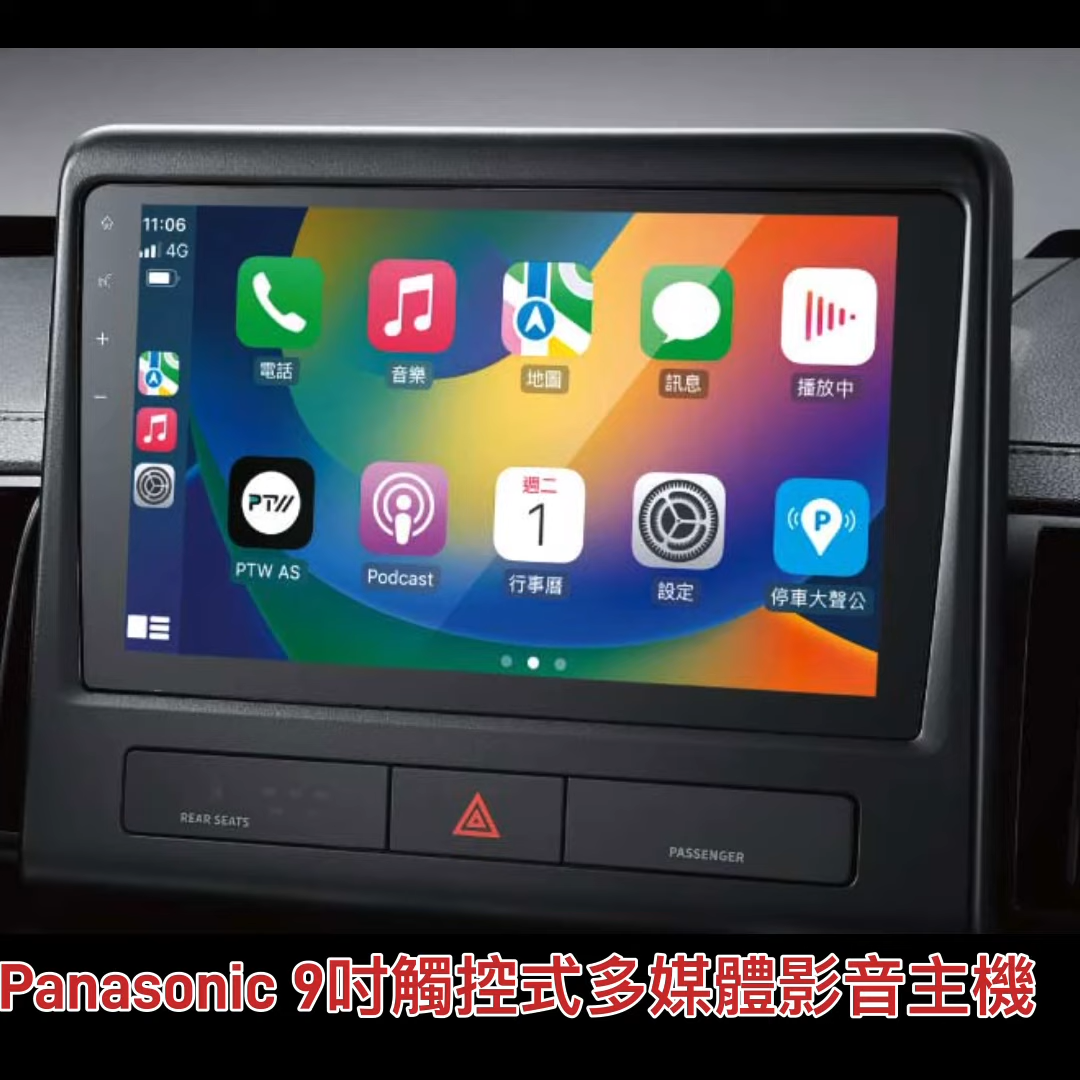 11:06
4G
電話
音樂
地圖
訊息
播放中
PTW
週二
1
P
PTW AS
Podcast
行事曆
設定
停車大聲公
REAR SEATS
PASSENGER
Panasonic 9吋觸控式多媒體影音主機